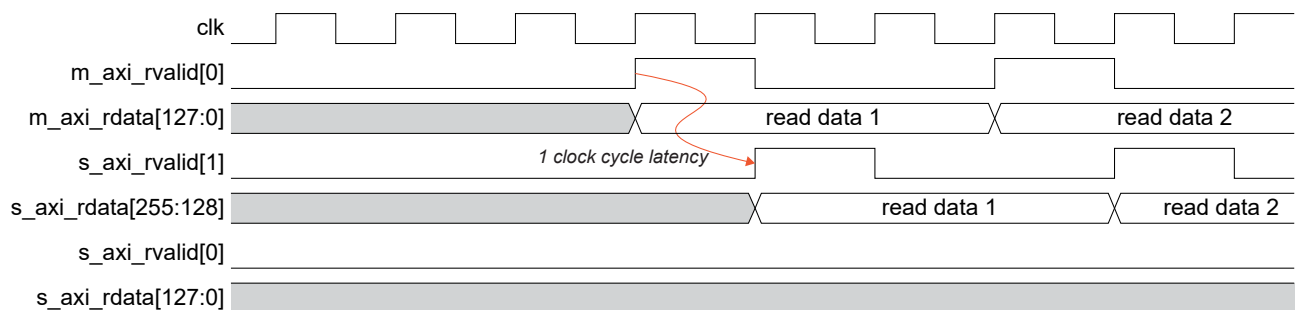 clk
m_axi_rvalid[0]
m_axi_rdata[127:0] read data 1 read data 2
s_axi_rvalid[1] 1 clock cycle latency
s_axi_rdata[255:128] read data 1 read data 2
s_axi_rvalid[0]
s_axi_rdata[127:0]